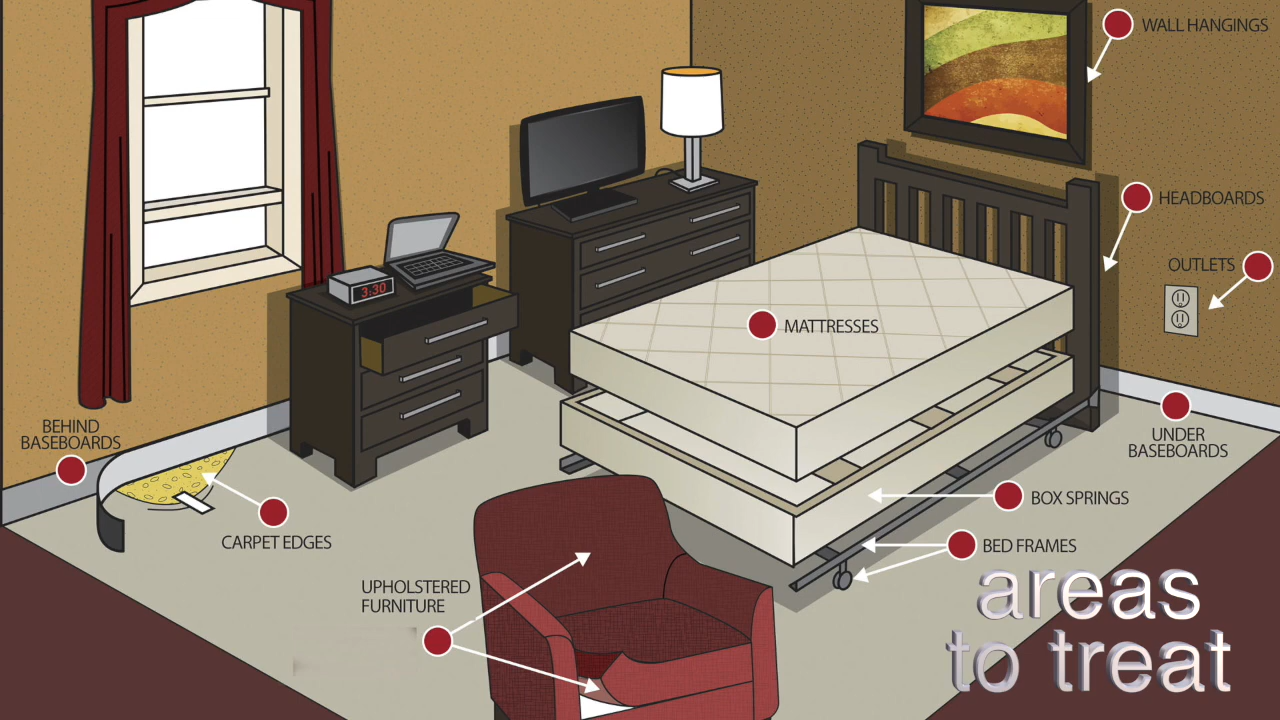 WALL HANGINGS
HEADBOARDS
OUTLETS
3:30
MATTRESSES
BEHIND
BASEBOARDS
UNDER
BASEBOARDS
BOX SPRINGS
CARPET EDGES
BED FRAMES
UPHOLSTERED
FURNITURE
areas
to treat